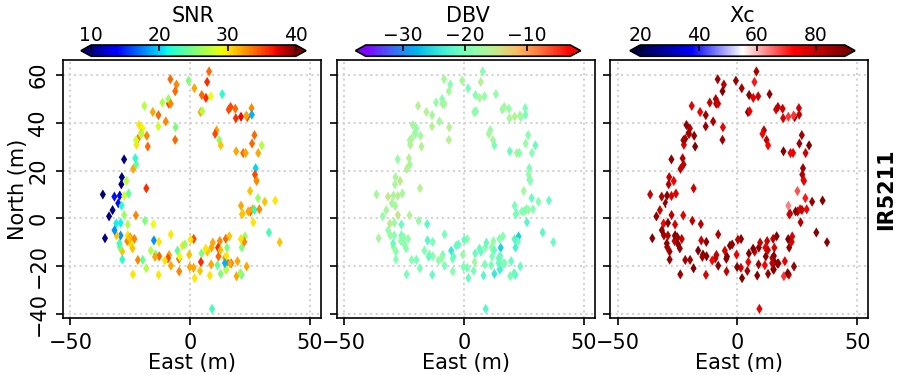 SNR DBV Xc
10 20 30 40 −30 −20 −10 20 40 60 80
60
40
20
0
−20
−40
North (m)
−50 0 50 −50 0 50 −50 0 50
East (m) East (m) East (m)
IR5211